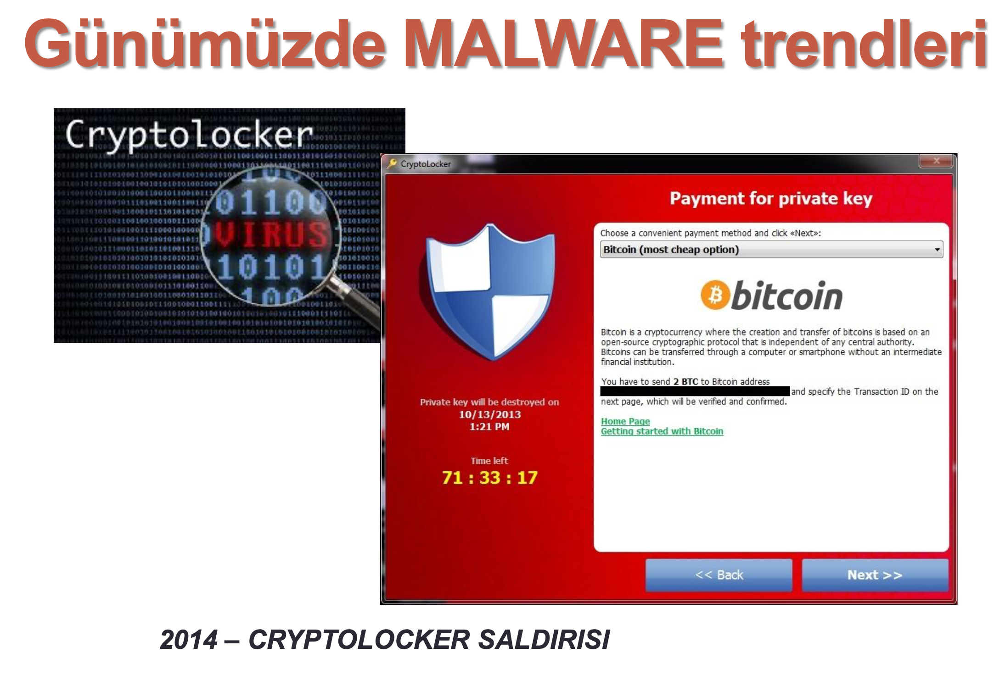 Günümüzde MALWARE trendleri
Cryptolocker
01100
VIRUS
10101
100
CryptoLocker
Payment for private key
Choose a convenient payment method and click «Next»:
Bitcoin (most cheap option)
bitcoin
Bitcoin is a cryptocurrency where the creation and transfer of bitcoins is based on an
open-source cryptographic protocol that is independent of any central authority.
Bitcoins can be transferred through a computer or smartphone without an intermediate
financial institution.
You have to send 2 BTC to Bitcoin address
and specify the Transaction ID on the
next page, which will be verified and confirmed.
Home Page
Getting started with Bitcoin
Private key will be destroyed on
10/13/2013
1:21 PM
Time left
71 : 33 : 17
<< Back
Next >>
2014 – CRYPTOLOCKER SALDIRISI